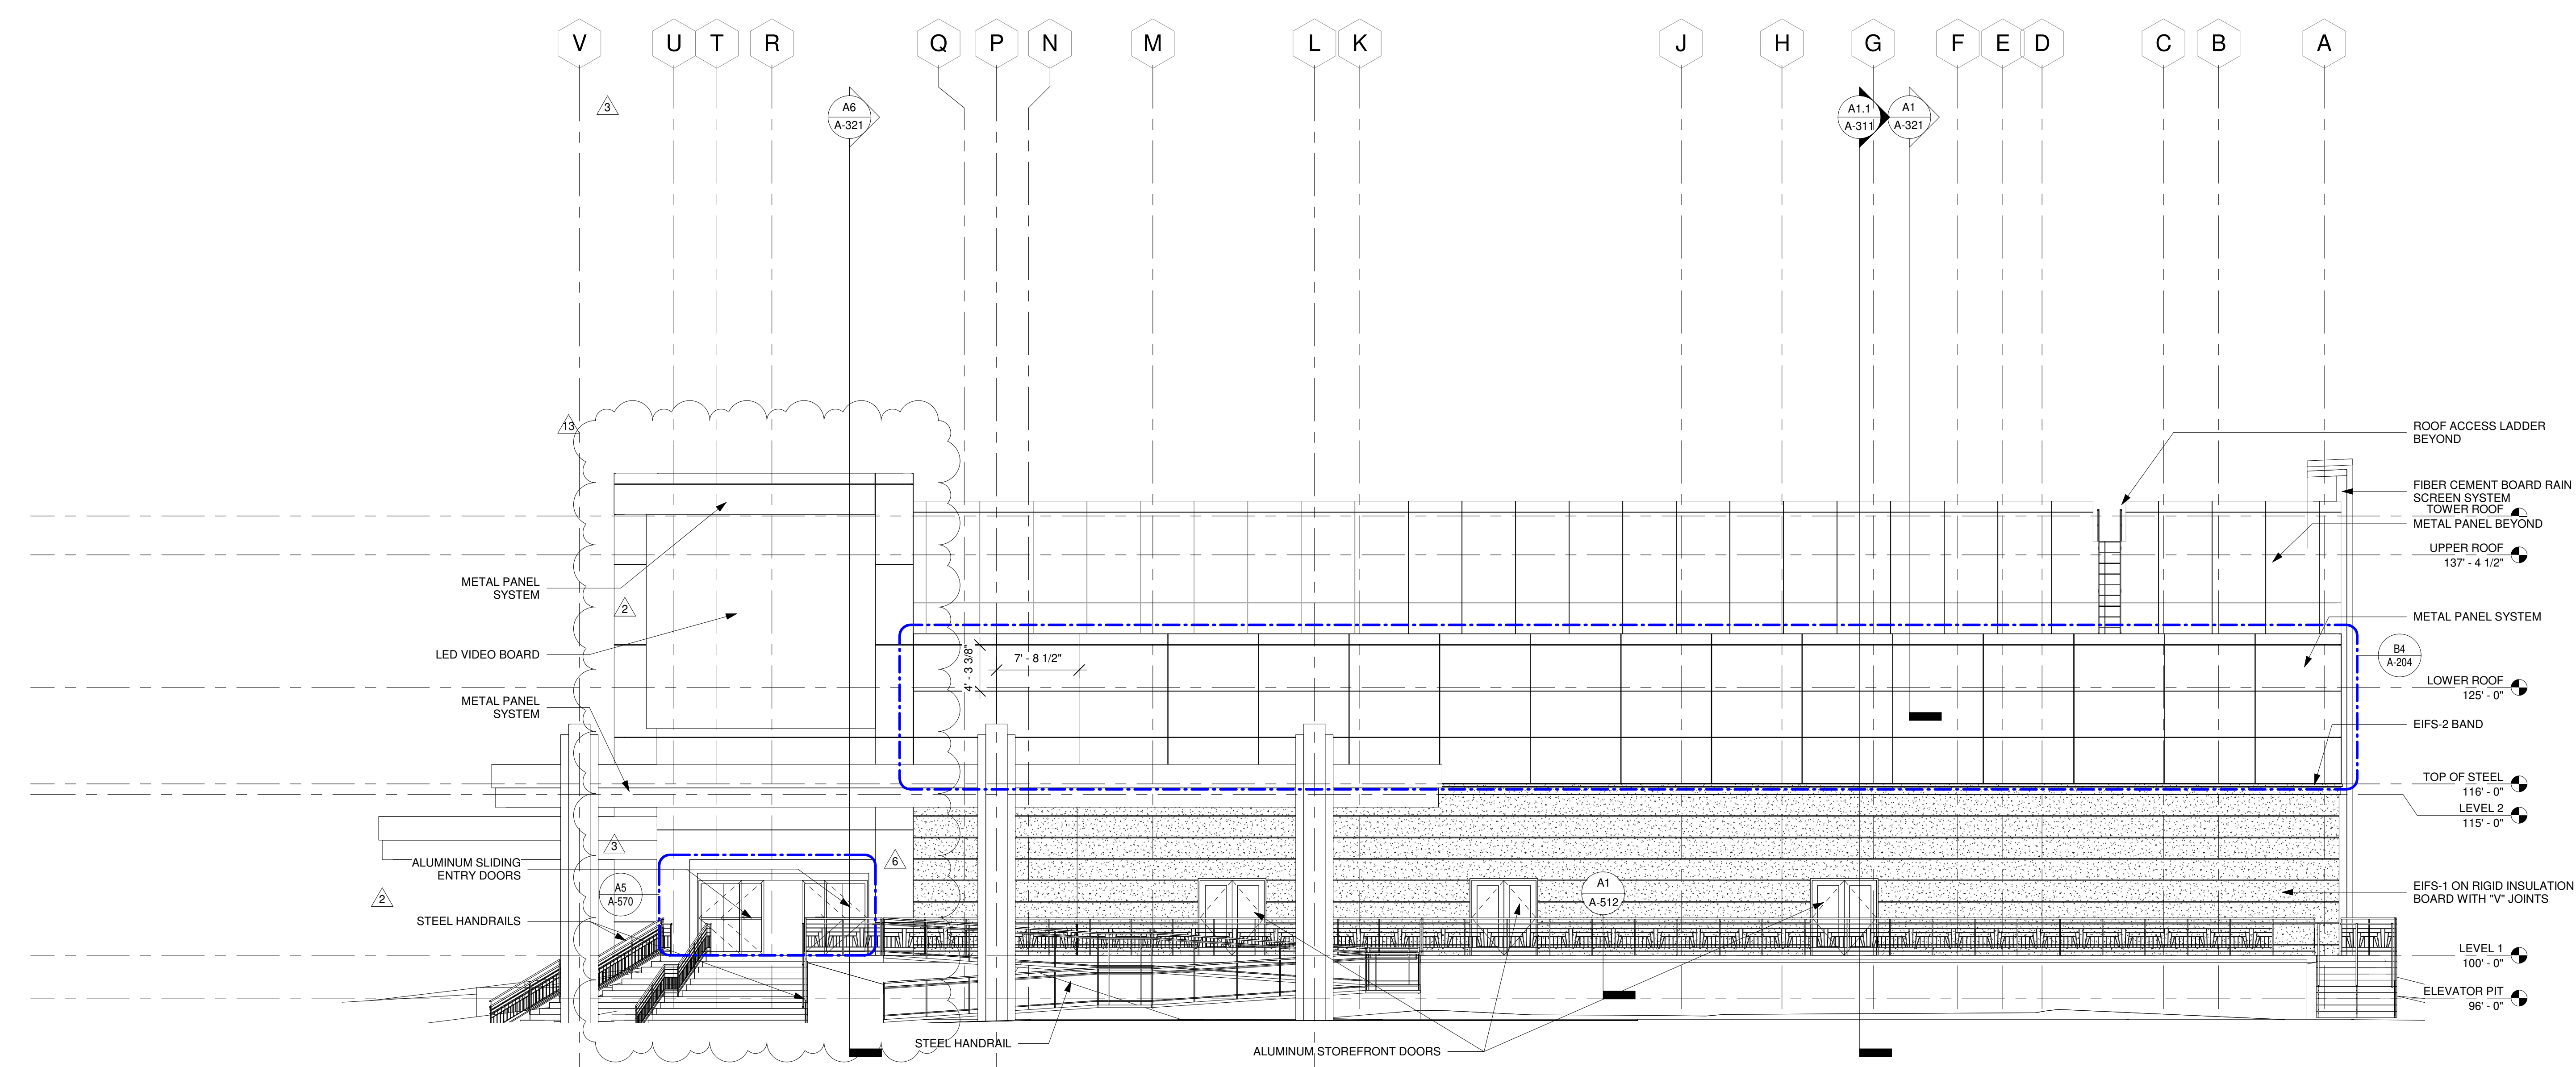 V U T R Q P N M L K J H G F E D C B A
3
A6
A-321
A1.1
A-311
A1
A-321
13
ROOF ACCESS LADDER
BEYOND
FIBER CEMENT BOARD RAIN
SCREEN SYSTEM
TOWER ROOF
METAL PANEL BEYOND
UPPER ROOF
137' - 4 1/2"
METAL PANEL
SYSTEM
2
METAL PANEL SYSTEM
LED VIDEO BOARD
4' - 3 3/8"
7' - 8 1/2"
B4
A-204
LOWER ROOF
125' - 0"
METAL PANEL
SYSTEM
EIFS-2 BAND
TOP OF STEEL
116' - 0"
LEVEL 2
115' - 0"
3
6
ALUMINUM SLIDING
ENTRY DOORS
A5
A-570
2
A1
A-512
EIFS-1 ON RIGID INSULATION
BOARD WITH "V" JOINTS
STEEL HANDRAILS
LEVEL 1
100' - 0"
ELEVATOR PIT
96' - 0"
STEEL HANDRAIL
ALUMINUM STOREFRONT DOORS